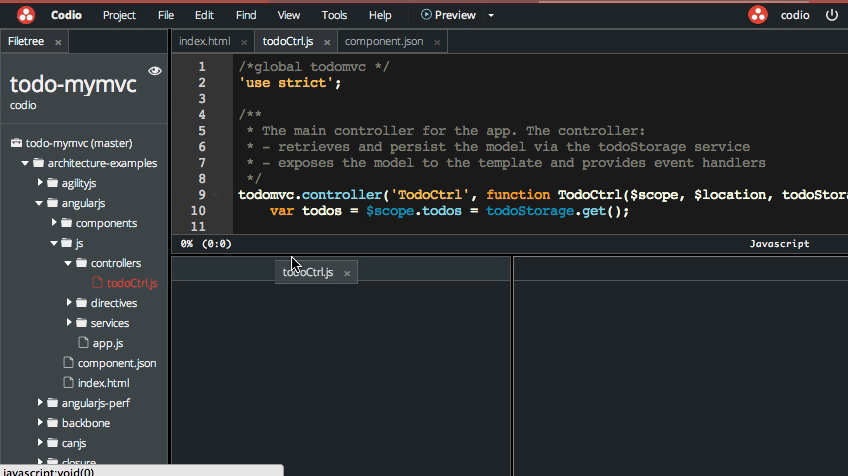 Codio Project File Edit Find View Tools Help Preview codio
Filetree × index.html × todoCtrl.js × component.json ×
todo-mymvc
codio
todo-mymvc (master)
architecture-examples
agilityjs
angularjs
components
js
controllers
todoCtrl.js
directives
services
app.js
component.json
index.html
angularjs-perf
backbone
canjs
closure
javascript:void(0)
1 /*global todomvc */
2 'use strict';
3
4 /**
5 * The main controller for the app. The controller:
6 * - retrieves and persist the model via the todoStorage service
7 * - exposes the model to the template and provides event handlers
8 */
9 todomvc.controller('TodoCtrl', function TodoCtrl($scope, $location, todoStora
10 var todos = $scope.todos = todoStorage.get();
11
0% (0:0) Javascript
todoCtrl.js ×